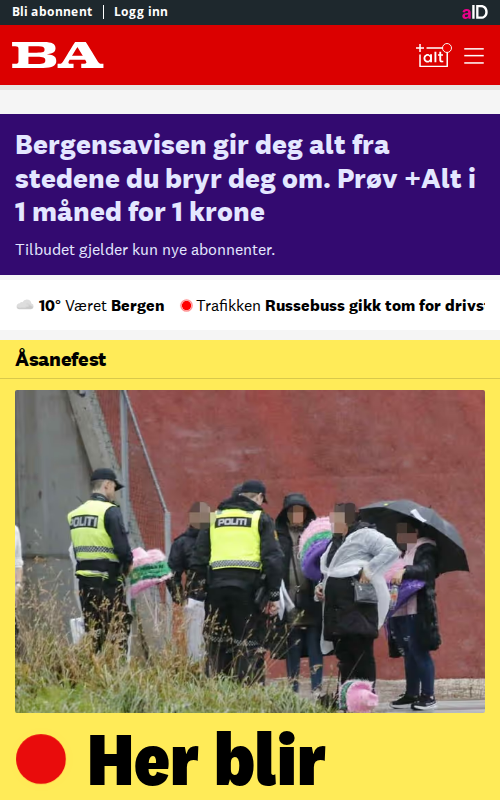 Bli abonnent | Logg inn
aID
BA
+alt
Bergensavisen gir deg alt fra
stedene du bryr deg om. Prøv +Alt i
1 måned for 1 krone
Tilbudet gjelder kun nye abonnenter.
10° Været Bergen
Trafikken Russebuss gikk tom for drivs
Åsanefest
POLITI
POLITI
Her blir